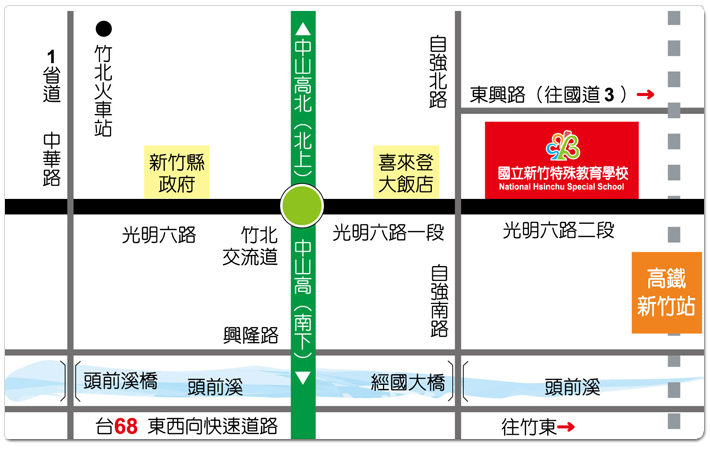 1省道
中華路
竹北火車站
▲中山高北(北上)
自強北路
東興路(往國道3)→
新竹縣
政府
喜來登
大飯店
國立新竹特殊教育學校
National Hsinchu Special School
光明六路
竹北
交流道
中山高(南下)▼
光明六路一段
光明六路二段
自強南路
高鐵
新竹站
興隆路
頭前溪橋
頭前溪
經國大橋
頭前溪
台68 東西向快速道路
往竹東→